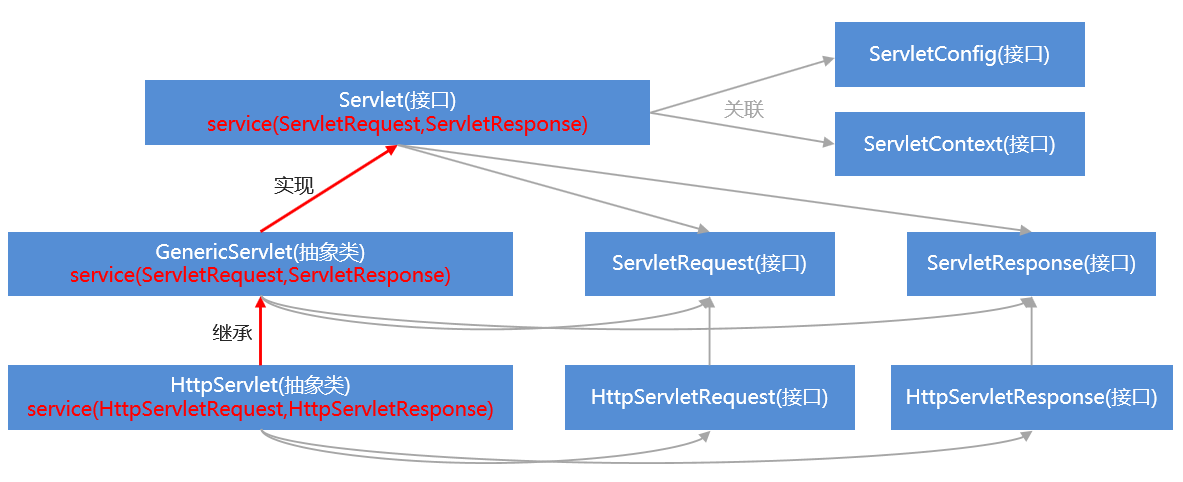 ServletConfig(接口)
Servlet(接口)
service(ServletRequest,ServletResponse)
关联
ServletContext(接口)
实现
GenericServlet(抽象类)
service(ServletRequest,ServletResponse)
ServletRequest(接口)
ServletResponse(接口)
继承
HttpServlet(抽象类)
service(HttpServletRequest,HttpServletResponse)
HttpServletRequest(接口)
HttpServletResponse(接口)